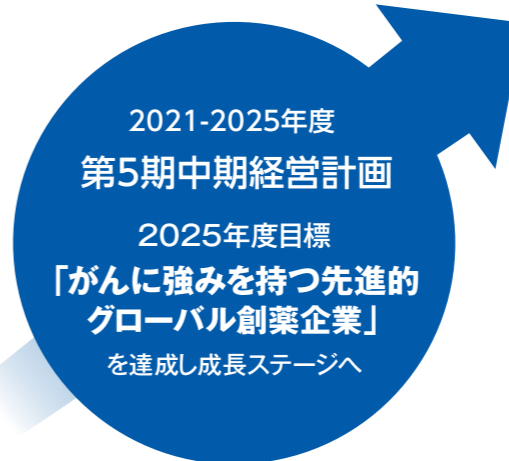 2021-2025年度
第5期中期経営計画
2025年度目標
「がんに強みを持つ先進的
グローバル創薬企業」
を達成し成長ステージへ